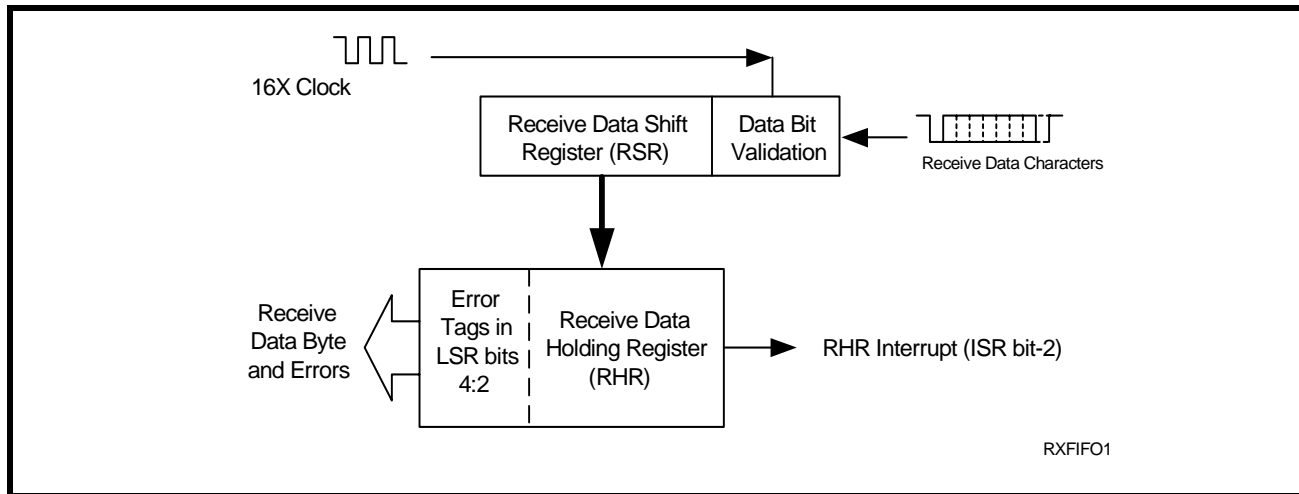 16X Clock
Receive Data Shift
Register (RSR)
Data Bit
Validation
Receive Data Characters
Receive
Data Byte
and Errors
Error
Tags in
LSR bits
4:2
Receive Data
Holding Register
(RHR)
RHR Interrupt (ISR bit-2)
RXFIFO1